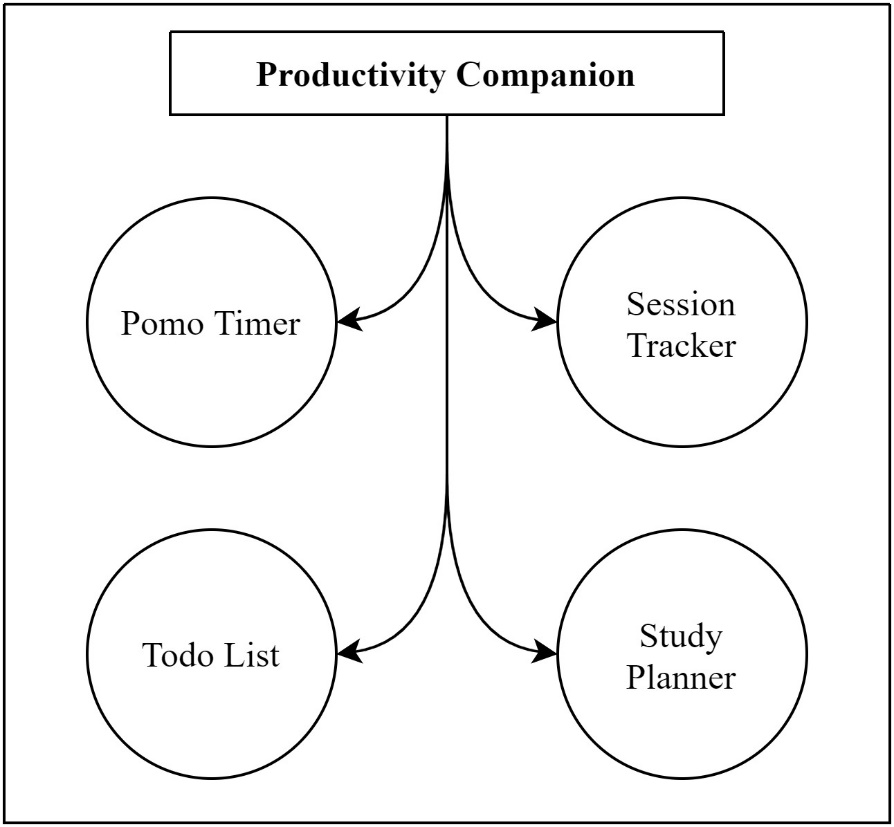 Productivity Companion
Pomo Timer
Session
Tracker
Todo List
Study
Planner